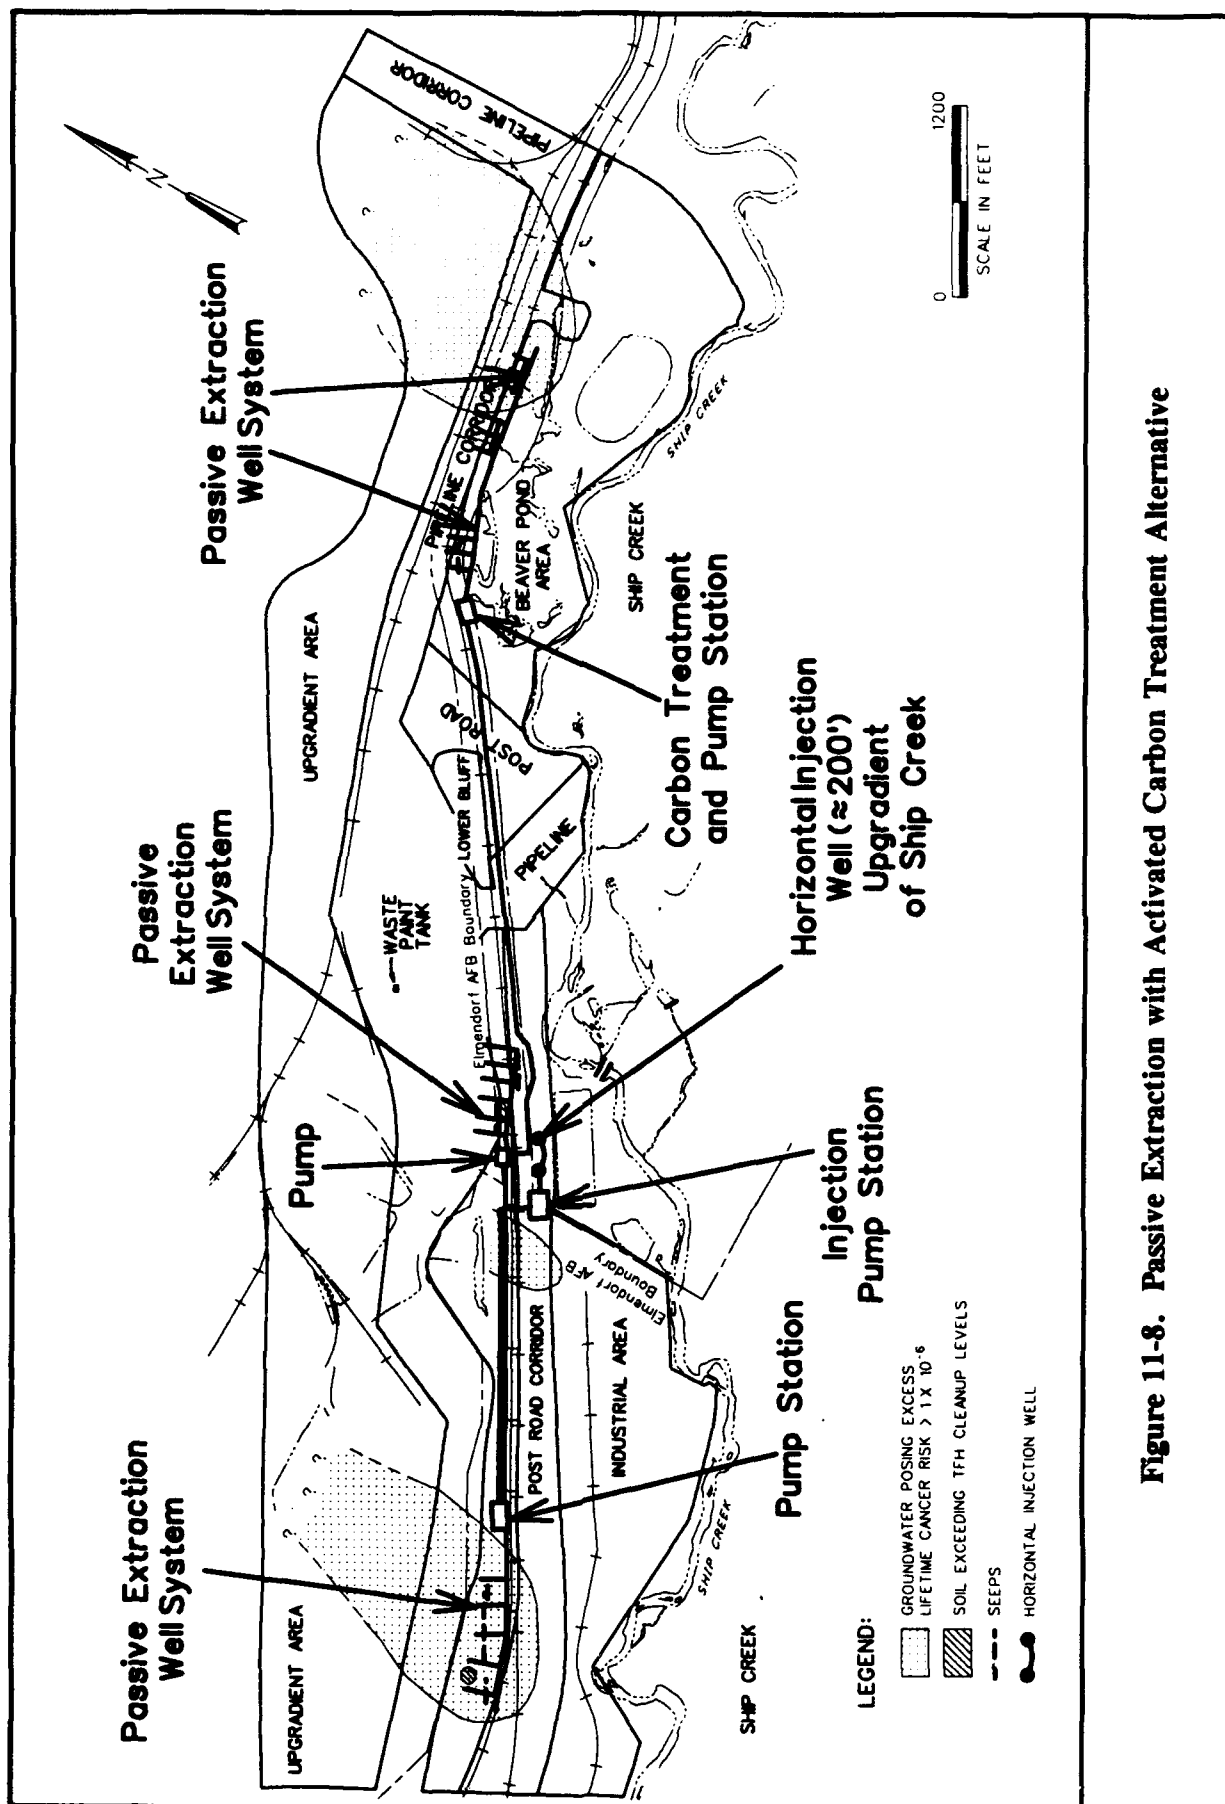 Passive Extraction
Well System
UPGRADIENT AREA
Pump
Passive
Extraction
Well System
WASTE
PAINT
TANK
Elmendorf AFB Boundary
LOWER BLUFF
UPGRADIENT AREA
Passive Extraction
Well System
N
PIPELINE CORRIDOR
PIPELINE CORRIDOR
?
?
?
?
?
?
POST ROAD
PIPELINE
BEAVER POND
AREA
SHIP CREEK
SHIP CREEK
POST ROAD CORRIDOR
INDUSTRIAL AREA
Elmendorf AFB
Boundary
Pump Station
Injection
Pump Station
Horizontal Injection
Well (≈200')
Upgradient
of Ship Creek
Carbon Treatment
and Pump Station
SHIP CREEK
SHIP CREEK
LEGEND:
GROUNDWATER POSING EXCESS
LIFETIME CANCER RISK > 1 X 10⁻⁶
SOIL EXCEEDING TFH CLEANUP LEVELS
SEEPS
HORIZONTAL INJECTION WELL
0 1200
SCALE IN FEET
Figure 11-8. Passive Extraction with Activated Carbon Treatment Alternative